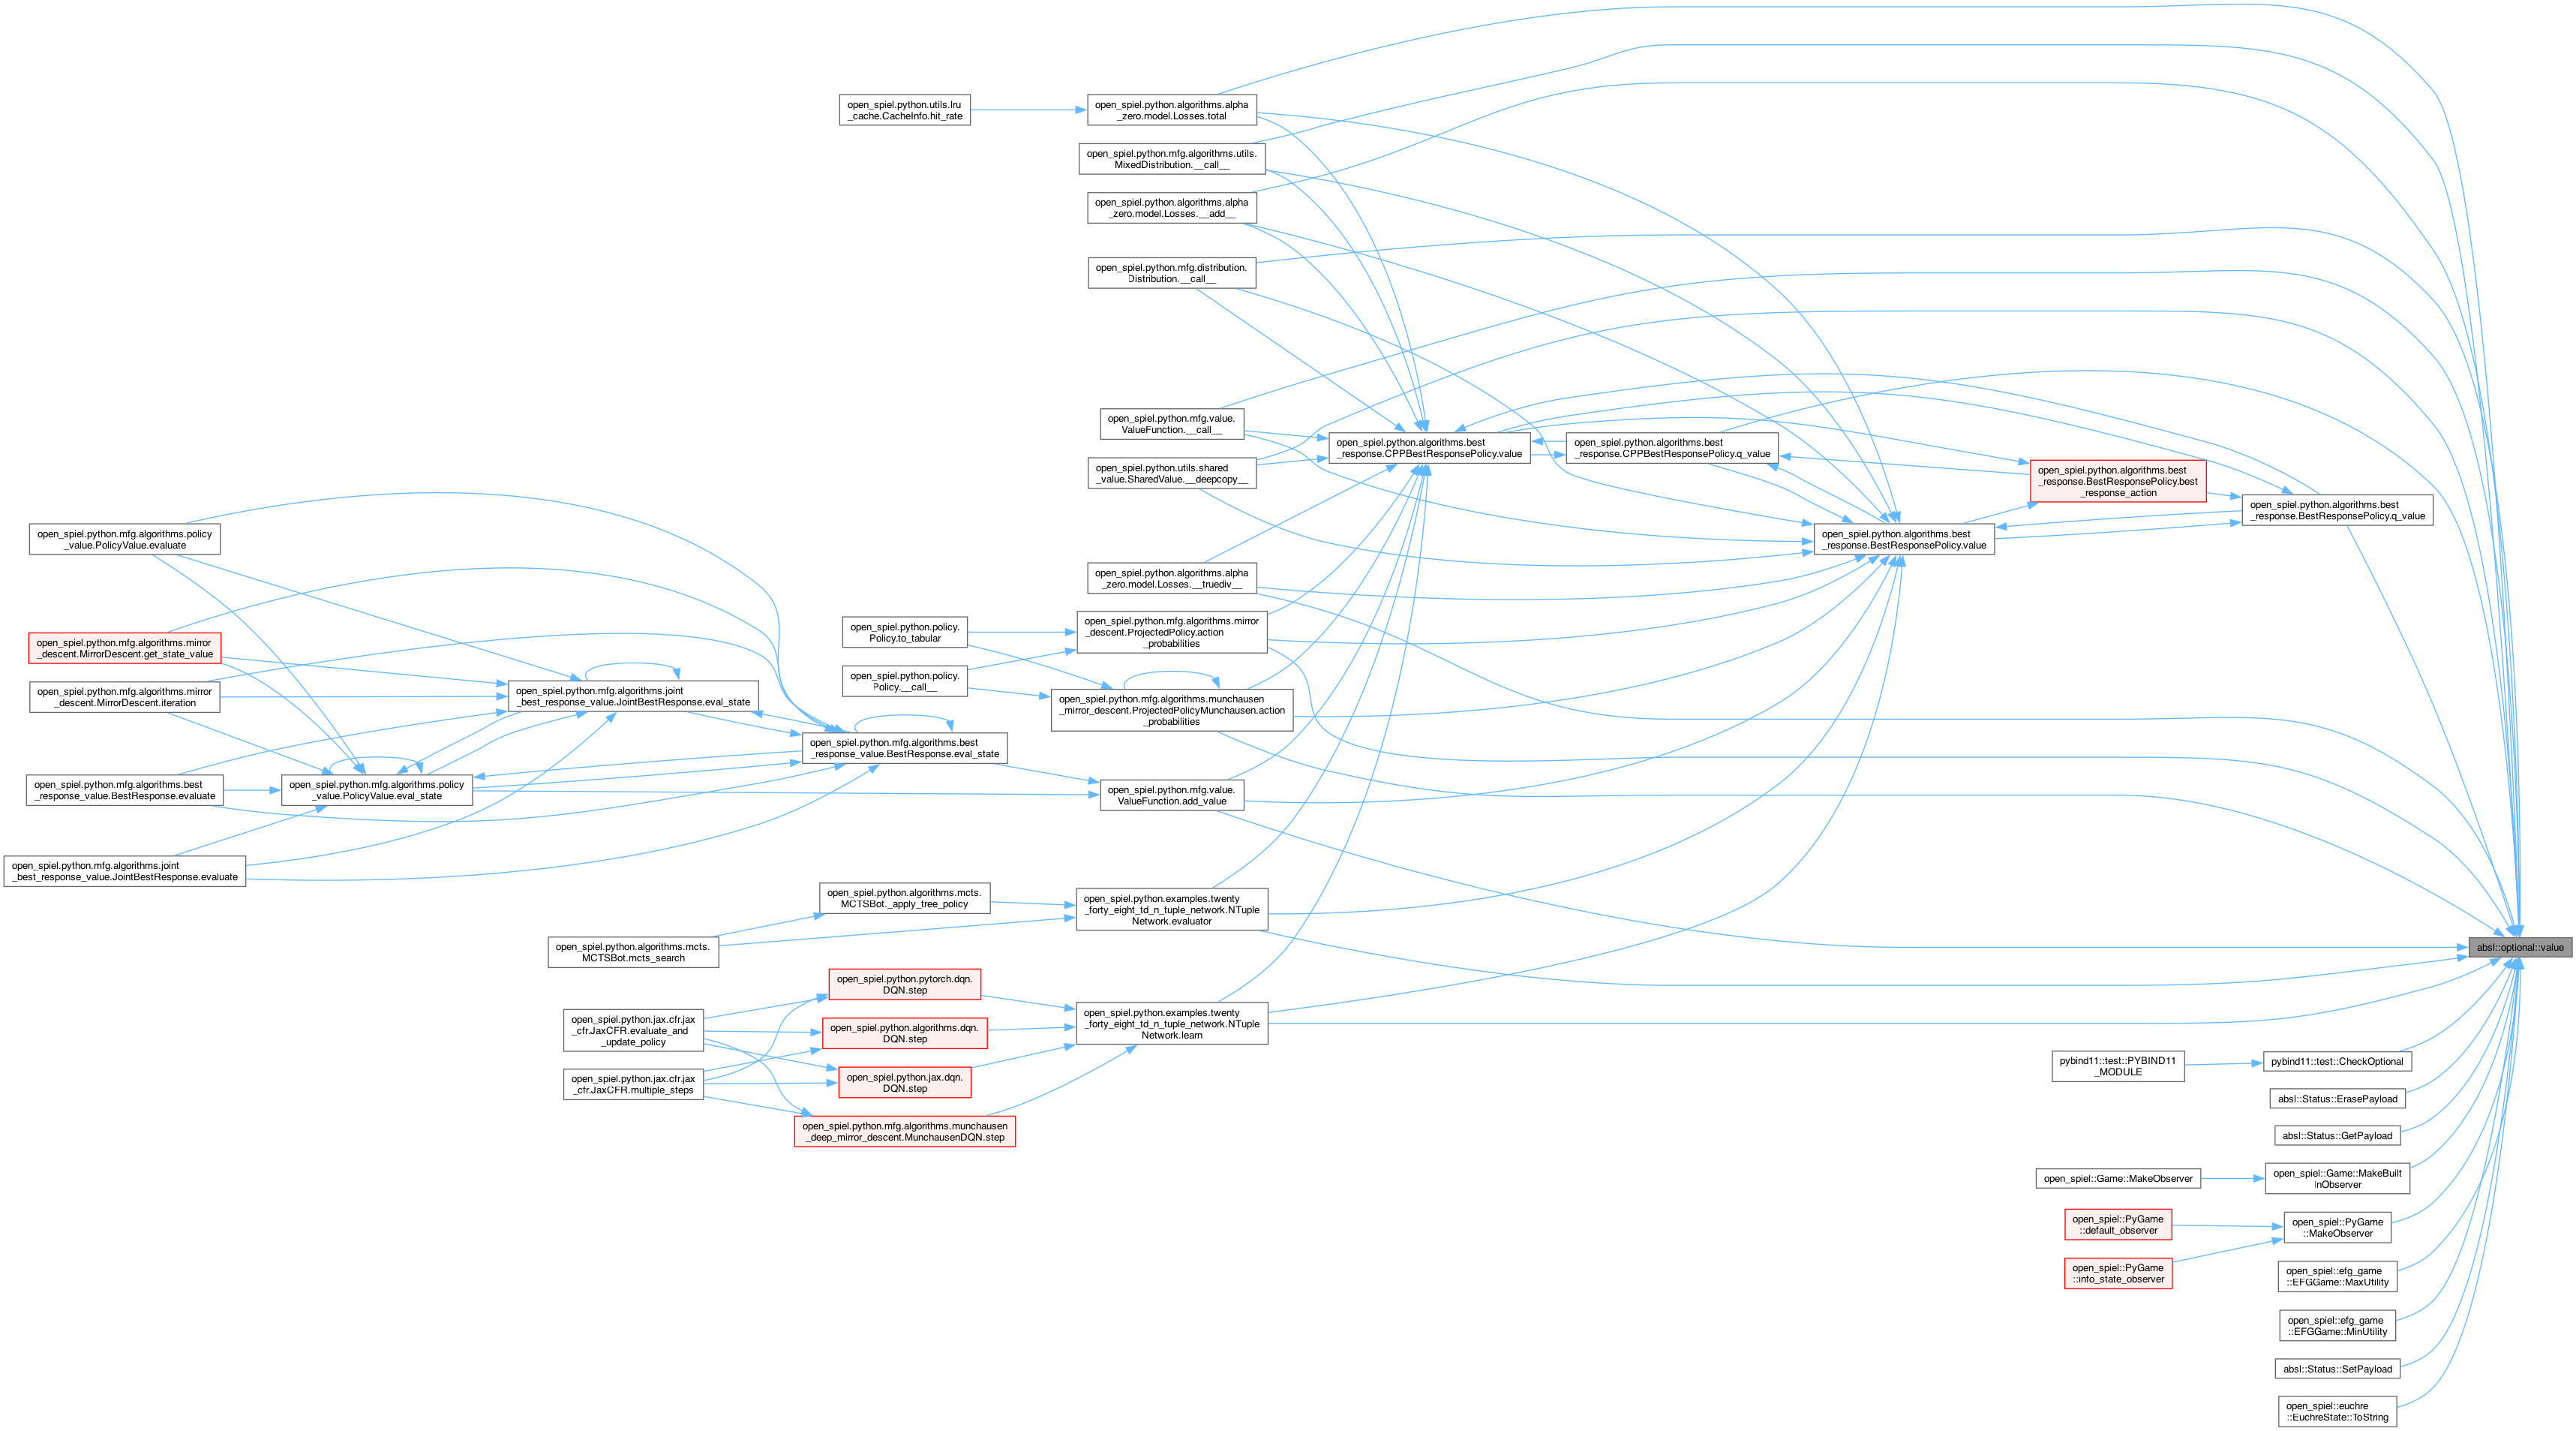 open_spiel.python.utils.lru
_cache.CacheInfo.hit_rate
open_spiel.python.algorithms.alpha
_zero.model.Losses.total
open_spiel.python.mfg.algorithms.utils.
MixedDistribution.__call__
open_spiel.python.algorithms.alpha
_zero.model.Losses.__add__
open_spiel.python.mfg.distribution.
Distribution.__call__
open_spiel.python.mfg.value.
ValueFunction.__call__
open_spiel.python.utils.shared
_value.SharedValue.__deepcopy__
open_spiel.python.algorithms.best
_response.CPPBestResponsePolicy.value
open_spiel.python.algorithms.best
_response.CPPBestResponsePolicy.q_value
open_spiel.python.algorithms.best
_response.BestResponsePolicy.best
_response_action
open_spiel.python.algorithms.best
_response.BestResponsePolicy.q_value
open_spiel.python.algorithms.best
_response.BestResponsePolicy.value
open_spiel.python.algorithms.alpha
_zero.model.Losses.__truediv__
open_spiel.python.mfg.algorithms.policy
_value.PolicyValue.evaluate
open_spiel.python.mfg.algorithms.mirror
_descent.MirrorDescent.get_state_value
open_spiel.python.mfg.algorithms.mirror
_descent.MirrorDescent.iteration
open_spiel.python.mfg.algorithms.best
_response_value.BestResponse.evaluate
open_spiel.python.mfg.algorithms.joint
_best_response_value.JointBestResponse.evaluate
open_spiel.python.mfg.algorithms.policy
_value.PolicyValue.eval_state
open_spiel.python.mfg.algorithms.joint
_best_response_value.JointBestResponse.eval_state
open_spiel.python.mfg.algorithms.best
_response_value.BestResponse.eval_state
open_spiel.python.policy.
Policy.to_tabular
open_spiel.python.policy.
Policy.__call__
open_spiel.python.mfg.algorithms.mirror
_descent.ProjectedPolicy.action
_probabilities
open_spiel.python.mfg.algorithms.munchausen
_mirror_descent.ProjectedPolicyMunchausen.action
_probabilities
open_spiel.python.mfg.value.
ValueFunction.add_value
open_spiel.python.algorithms.mcts.
MCTSBot._apply_tree_policy
open_spiel.python.algorithms.mcts.
MCTSBot.mcts_search
open_spiel.python.examples.twenty
_forty_eight_td_n_tuple_network.NTuple
Network.evaluator
open_spiel.python.pytorch.dqn.
DQN.step
open_spiel.python.algorithms.dqn.
DQN.step
open_spiel.python.jax.dqn.
DQN.step
open_spiel.python.mfg.algorithms.munchausen
_deep_mirror_descent.MunchausenDQN.step
open_spiel.python.jax.cfr.jax
_cfr.JaxCFR.evaluate_and
_update_policy
open_spiel.python.jax.cfr.jax
_cfr.JaxCFR.multiple_steps
open_spiel.python.examples.twenty
_forty_eight_td_n_tuple_network.NTuple
Network.learn
absl::optional::value
pybind11::test::PYBIND11
_MODULE
pybind11::test::CheckOptional
absl::Status::ErasePayload
absl::Status::GetPayload
open_spiel::Game::MakeObserver
open_spiel::Game::MakeBuilt
InObserver
open_spiel::PyGame
::default_observer
open_spiel::PyGame
::info_state_observer
open_spiel::PyGame
::MakeObserver
open_spiel::efg_game
::EFGGame::MaxUtility
open_spiel::efg_game
::EFGGame::MinUtility
absl::Status::SetPayload
open_spiel::euchre
::EuchreState::ToString